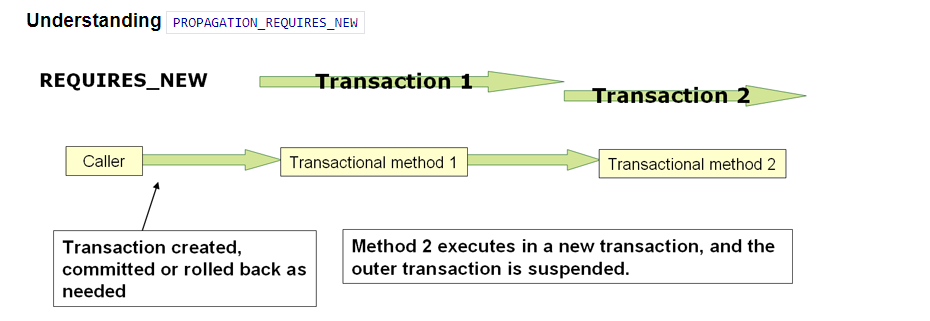 Understanding PROPAGATION_REQUIRES_NEW
REQUIRES_NEW
Transaction 1
Transaction 2
Caller
Transactional method 1
Transactional method 2
Transaction created,
committed or rolled back as
needed
Method 2 executes in a new transaction, and the
outer transaction is suspended.